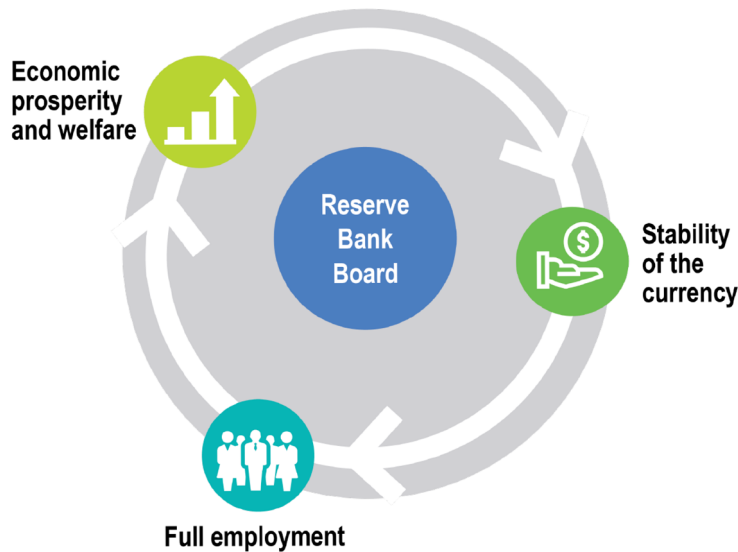 Economic
prosperity
and welfare
Reserve
Bank
Board
$
Stability
of the
currency
Full employment